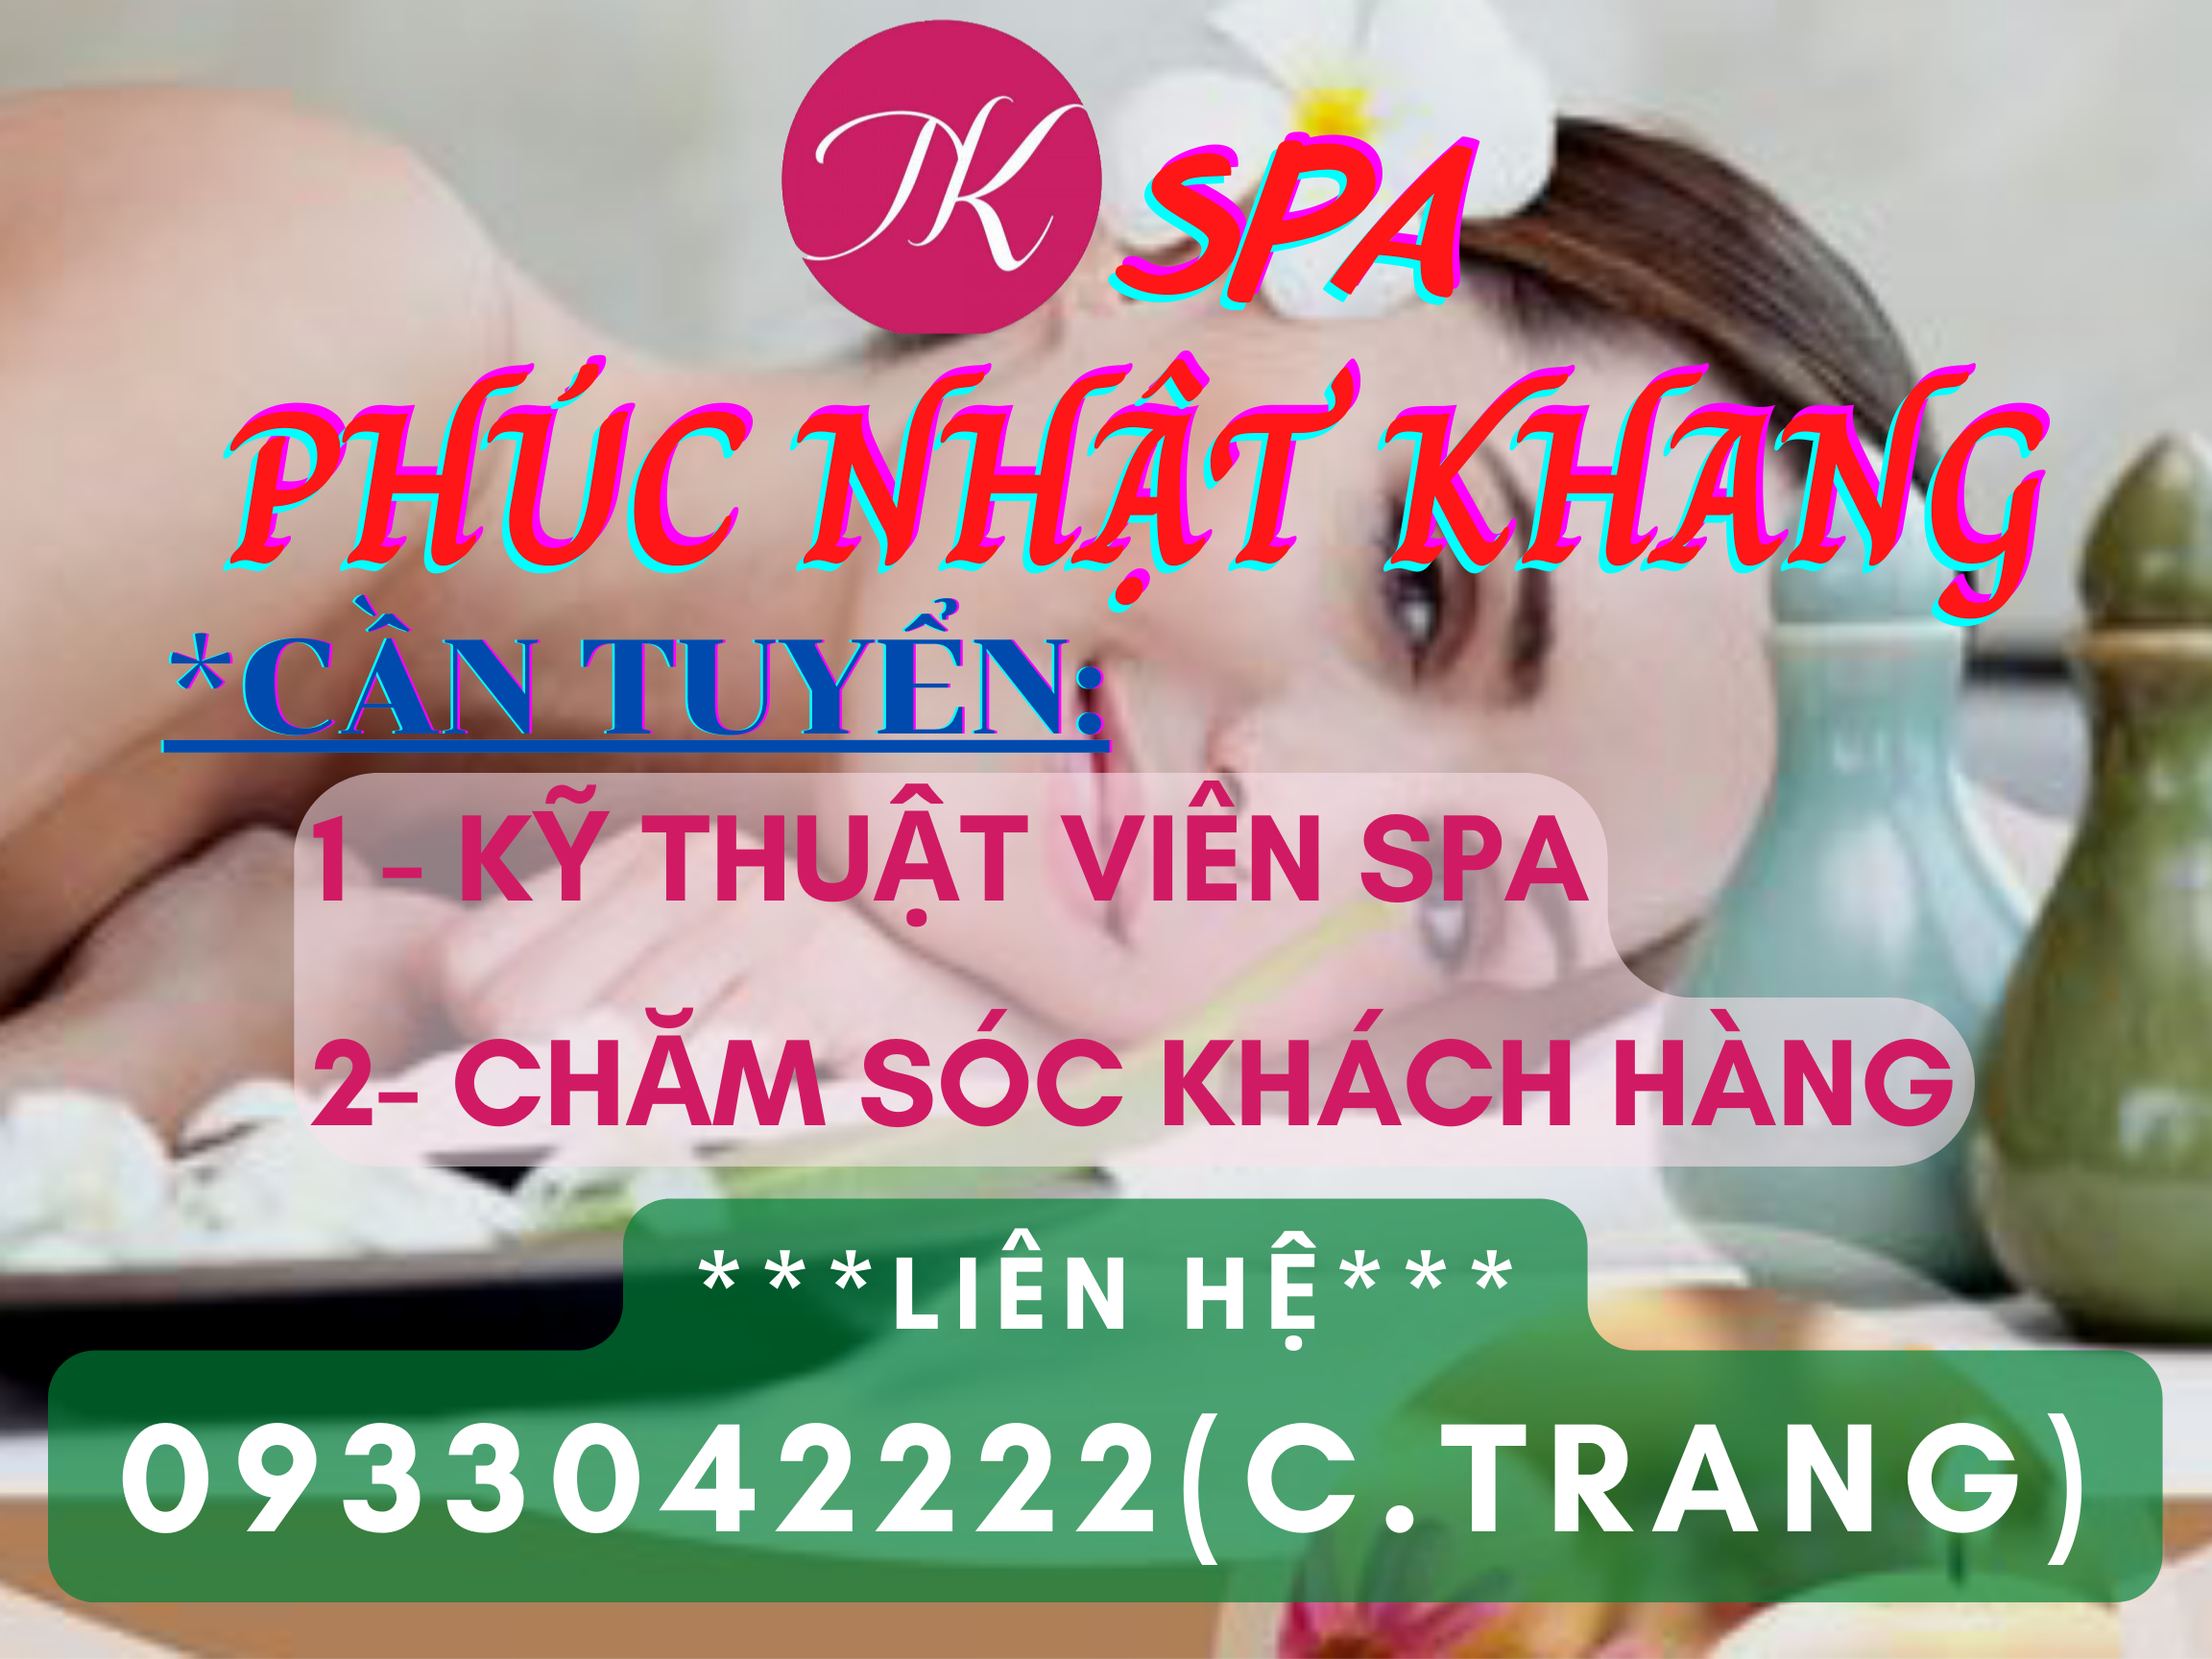 TK SPA
PHÚC NHẬT KHANG
*CẦN TUYỂN:
1 - KỸ THUẬT VIÊN SPA
2- CHĂM SÓC KHÁCH HÀNG
***LIÊN HỆ***
0933042222(C.TRANG)